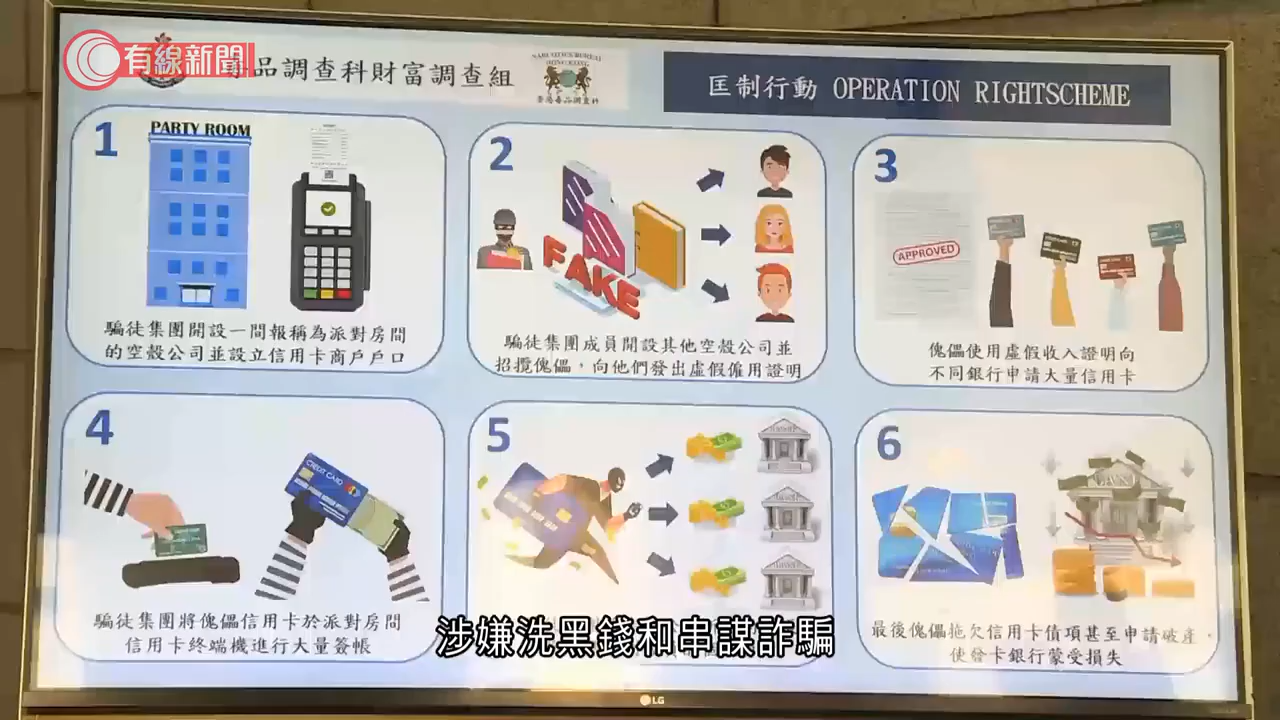 有線新聞
品調查科財富調查組
NARCOTICS BUREAU
HONG KONG
香港毒品調查科
匡制行動 OPERATION RIGHTSCHEME
1
PARTY ROOM
騙徒集團開設一間報稱為派對房間
的空殼公司並設立信用卡商戶戶口
2
FAKE
騙徒集團成員開設其他空殼公司並
招攬傀儡，向他們發出虛假僱用證明
3
APPROVED
傀儡使用虛假收入證明向
不同銀行申請大量信用卡
4
CREDIT CARD
騙徒集團將傀儡信用卡於派對房間
信用卡終端機進行大量簽帳
5
6
BANK
最後傀儡拖欠信用卡債項甚至申請破產，
使發卡銀行蒙受損失
涉嫌洗黑錢和串謀詐騙
LG